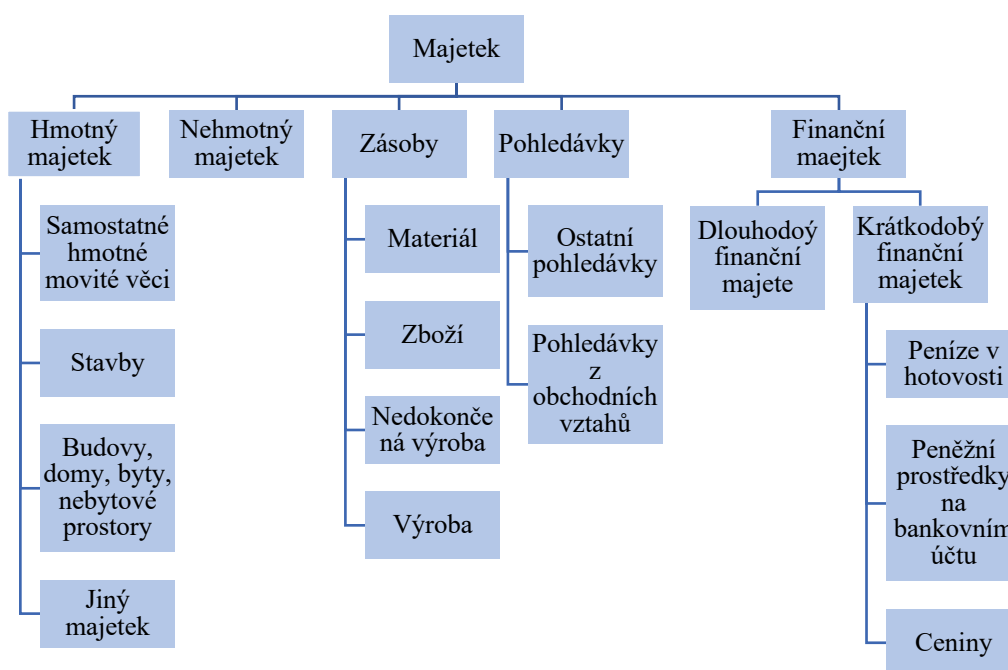 Majetek
Hmotný
majetek
Nehmotný
majetek
Zásoby
Pohledávky
Finanční
maejtek
Samostatné
hmotné
movité věci
Stavby
Budovy,
domy, byty,
nebytové
prostory
Jiný
majetek
Materiál
Zboží
Nedokonče
ná výroba
Výroba
Ostatní
pohledávky
Pohledávky
z
obchodních
vztahů
Dlouhodoý
finanční
majete
Krátkodobý
finanční
majetek
Peníze v
hotovosti
Peněžní
prostředky
na
bankovním
účtu
Ceniny